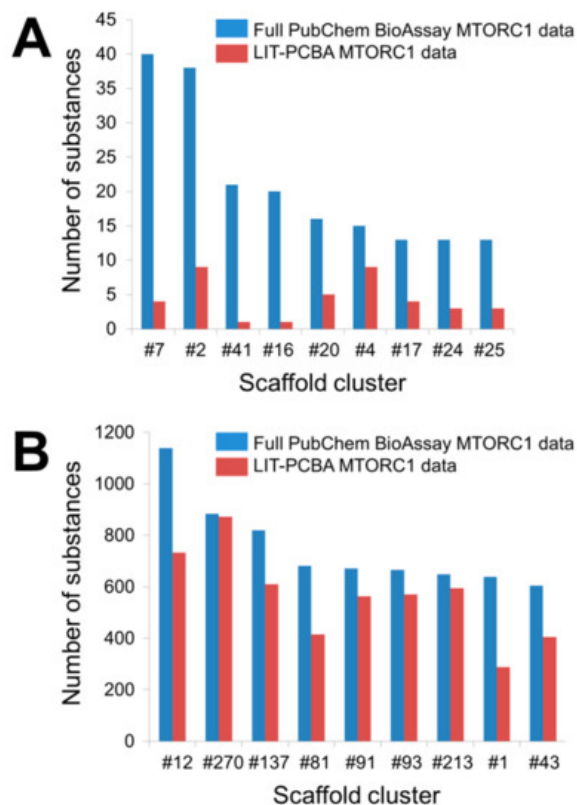 A
Full PubChem BioAssay MTORC1 data
LIT-PCBA MTORC1 data
Number of substances
45
40
35
30
25
20
15
10
5
0
#7 #2 #41 #16 #20 #4 #17 #24 #25
Scaffold cluster
B
Full PubChem BioAssay MTORC1 data
LIT-PCBA MTORC1 data
Number of substances
1200
1000
800
600
400
200
0
#12 #270 #137 #81 #91 #93 #213 #1 #43
Scaffold cluster